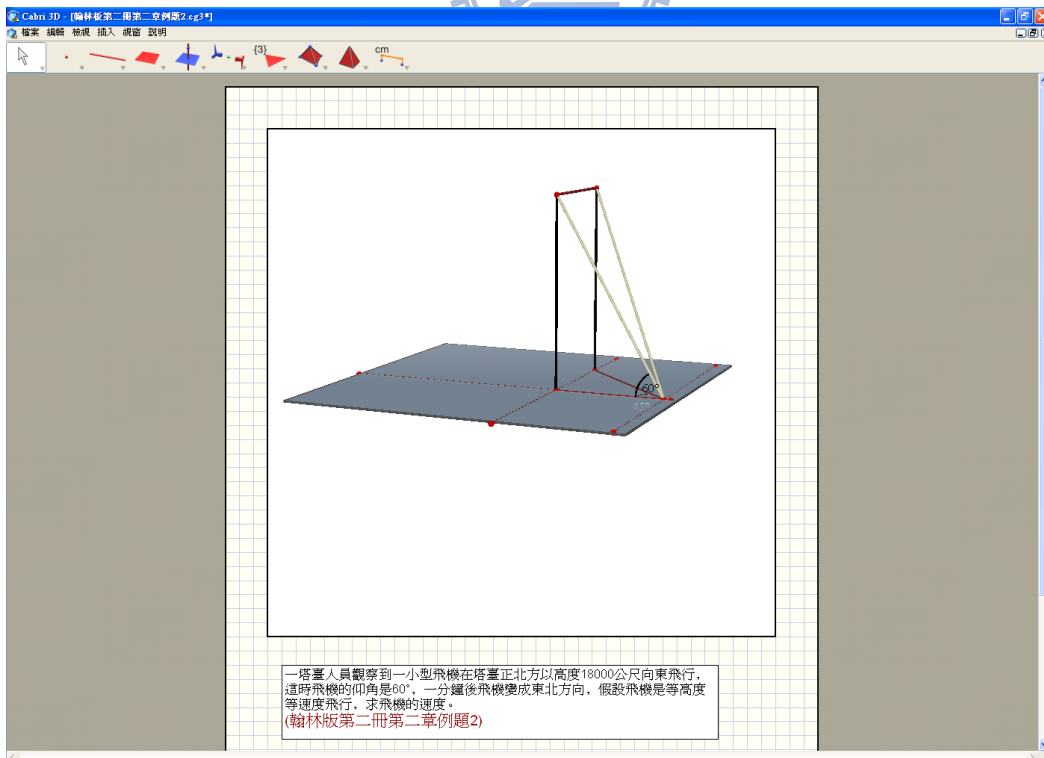 Cabri 3D - [翰林板第二冊第二章例題2.cg3*]
檔案 編輯 檢視 插入 視窗 說明
{3}
cm
60°
一塔臺人員觀察到一小型飛機在塔臺正北方以高度18000公尺向東飛行，
這時飛機的仰角是60°，一分鐘後飛機變成東北方向，假設飛機是等高度
等速度飛行，求飛機的速度。
(翰林版第二冊第二章例題2)